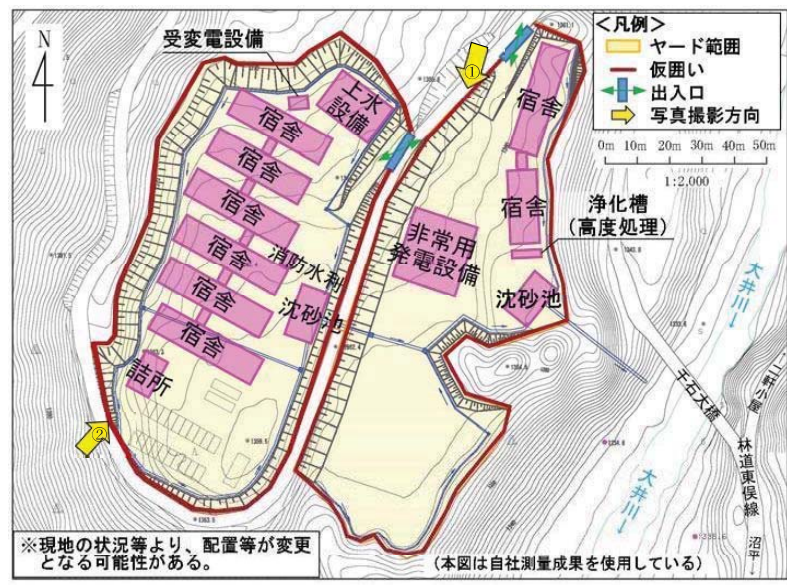 N
受変電設備
上水
設備
宿舎
宿舎
宿舎
宿舎
宿舎
宿舎
消防水利
沈砂池
詰所
②
①
宿舎
宿舎
非常用
発電設備
浄化槽
(高度処理)
沈砂池
<凡例>
ヤード範囲
仮囲い
出入口
写真撮影方向
0m 10m 20m 30m 40m 50m
1:2,000
大井川→
大井川→
千石大橋
二軒小屋
林道東俣線
沼平→
※現地の状況等より、配置等が変更
となる可能性がある。
(本図は自社測量成果を使用している)